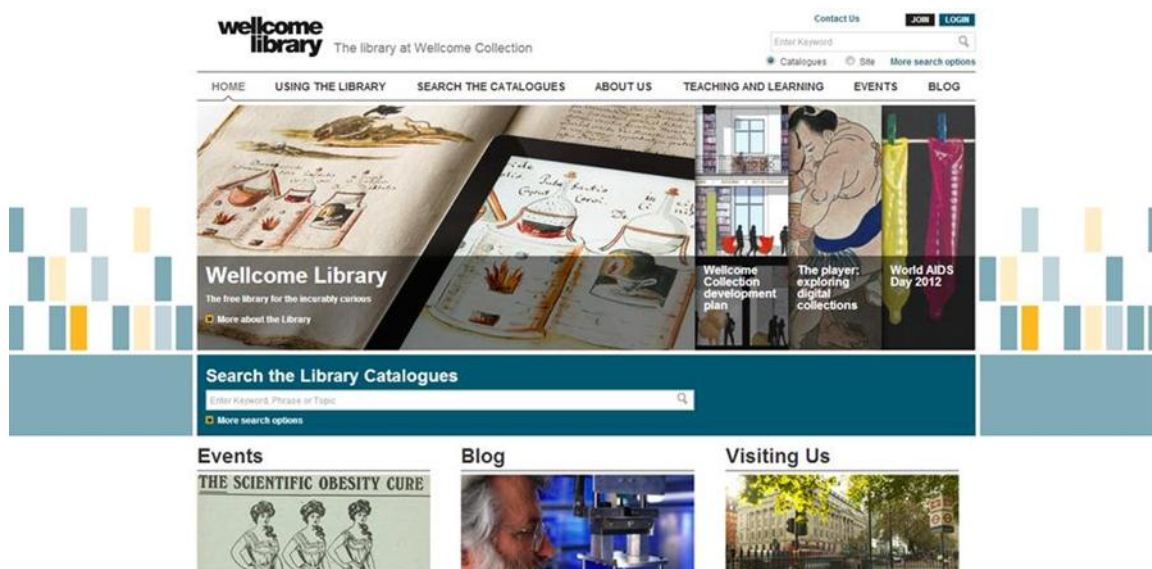 wellcome
library
The library at Wellcome Collection
Contact Us
JOIN
LOGIN
Enter Keyword
Catalogues
Site
More search options
HOME
USING THE LIBRARY
SEARCH THE CATALOGUES
ABOUT US
TEACHING AND LEARNING
EVENTS
BLOG
Wellcome Library
The free library for the incurably curious
More about the Library
Wellcome
Collection
development
plan
The player:
exploring
digital
collections
World AIDS
Day 2012
Search the Library Catalogues
Enter Keyword, Phrase or Topic
More search options
Events
Blog
Visiting Us
THE SCIENTIFIC OBESITY CURE